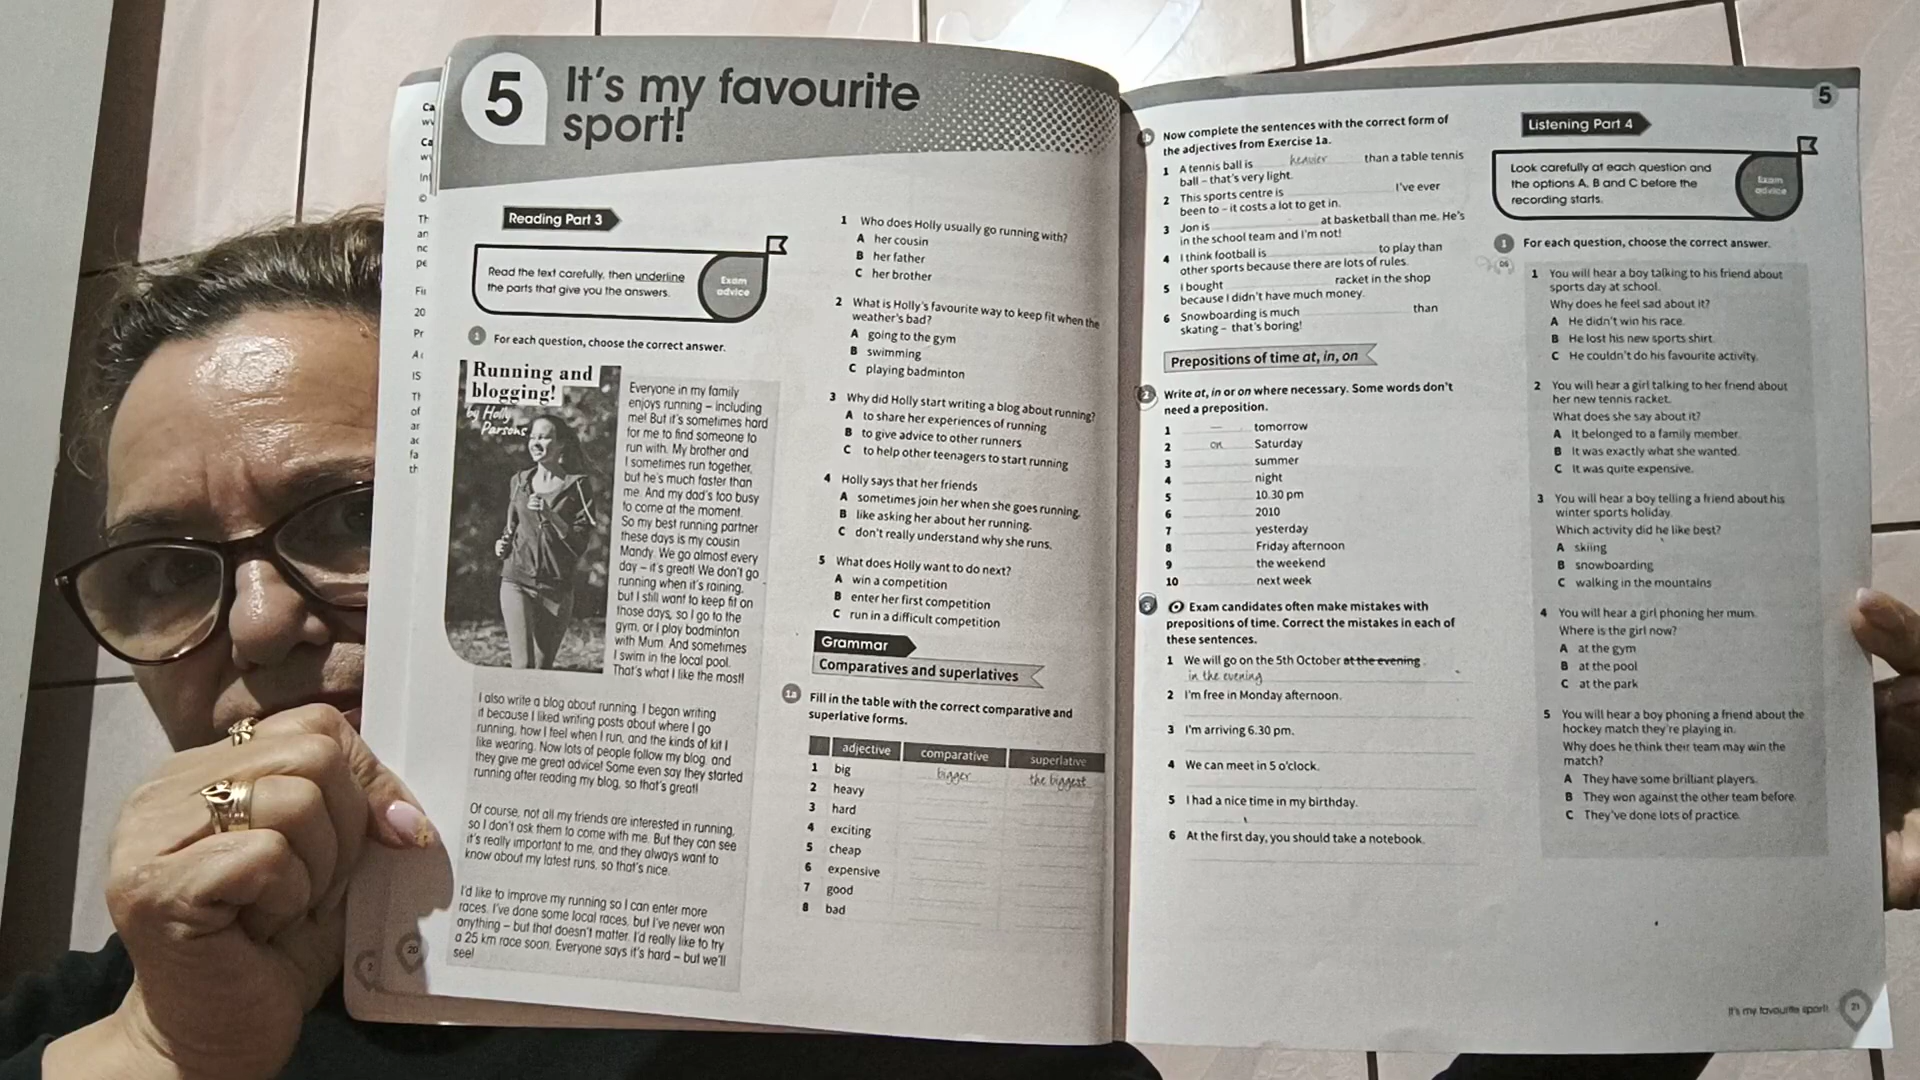 5
It's my favourite
sport!
Reading Part 3
Read the text carefully, then underline
the parts that give you the answers.
Exam
advice
1 For each question, choose the correct answer.
Running and
blogging!
by Holly
Parsons
Everyone in my family
enjoys running – including
me! But it's sometimes hard
for me to find someone to
run with. My brother and
I sometimes run together,
but he's much faster than
me. And my dad's too busy
to come at the moment.
So my best running partner
these days is my cousin
Mandy. We go almost every
day – it's great! We don't go
running when it's raining,
but I still want to keep fit on
those days, so I go to the
gym, or I play badminton
with Mum. And sometimes
I swim in the local pool.
That's what I like the most!
I also write a blog about running. I began writing
it because I liked writing posts about where I go
running, how I feel when I run, and the kinds of kit I
like wearing. Now lots of people follow my blog, and
they give me great advice! Some even say they started
running after reading my blog, so that's great!
Of course, not all my friends are interested in running,
so I don't ask them to come with me. But they can see
it's really important to me, and they always want to
know about my latest runs, so that's nice.
I'd like to improve my running so I can enter more
races. I've done some local races, but I've never won
anything – but that doesn't matter. I'd really like to try
a 25 km race soon. Everyone says it's hard – but we'll
see!
1 Who does Holly usually go running with?
A her cousin
B her father
C her brother
2 What is Holly's favourite way to keep fit when the
weather's bad?
A going to the gym
B swimming
C playing badminton
3 Why did Holly start writing a blog about running?
A to share her experiences of running
B to give advice to other runners
C to help other teenagers to start running
4 Holly says that her friends
A sometimes join her when she goes running.
B like asking her about her running.
C don't really understand why she runs.
5 What does Holly want to do next?
A win a competition
B enter her first competition
C run in a difficult competition
Grammar
Comparatives and superlatives
1a Fill in the table with the correct comparative and
superlative forms.
adjective comparative superlative
1 big bigger the biggest
2 heavy
3 hard
4 exciting
5 cheap
6 expensive
7 good
8 bad
20
2
5
Now complete the sentences with the correct form of
the adjectives from Exercise 1a.
1 A tennis ball is heavier than a table tennis
ball – that's very light.
2 This sports centre is I've ever
been to – it costs a lot to get in.
3 Jon is at basketball than me. He's
in the school team and I'm not!
4 I think football is to play than
other sports because there are lots of rules.
5 I bought racket in the shop
because I didn't have much money.
6 Snowboarding is much than
skating – that's boring!
Prepositions of time at, in, on
2 Write at, in or on where necessary. Some words don't
need a preposition.
1 — tomorrow
2 on Saturday
3 summer
4 night
5 10.30 pm
6 2010
7 yesterday
8 Friday afternoon
9 the weekend
10 next week
3 Exam candidates often make mistakes with
prepositions of time. Correct the mistakes in each of
these sentences.
1 We will go on the 5th October at the evening.
in the evening
2 I'm free in Monday afternoon.
3 I'm arriving 6.30 pm.
4 We can meet in 5 o'clock.
5 I had a nice time in my birthday.
6 At the first day, you should take a notebook.
Listening Part 4
Look carefully at each question and
the options A, B and C before the
recording starts.
Exam
advice
1 For each question, choose the correct answer.
1 You will hear a boy talking to his friend about
sports day at school.
Why does he feel sad about it?
A He didn't win his race.
B He lost his new sports shirt.
C He couldn't do his favourite activity.
2 You will hear a girl talking to her friend about
her new tennis racket.
What does she say about it?
A It belonged to a family member.
B It was exactly what she wanted.
C It was quite expensive.
3 You will hear a boy telling a friend about his
winter sports holiday.
Which activity did he like best?
A skiing
B snowboarding
C walking in the mountains
4 You will hear a girl phoning her mum.
Where is the girl now?
A at the gym
B at the pool
C at the park
5 You will hear a boy phoning a friend about the
hockey match they're playing in.
Why does he think their team may win the
match?
A They have some brilliant players.
B They won against the other team before.
C They've done lots of practice.
It's my favourite sport!
21